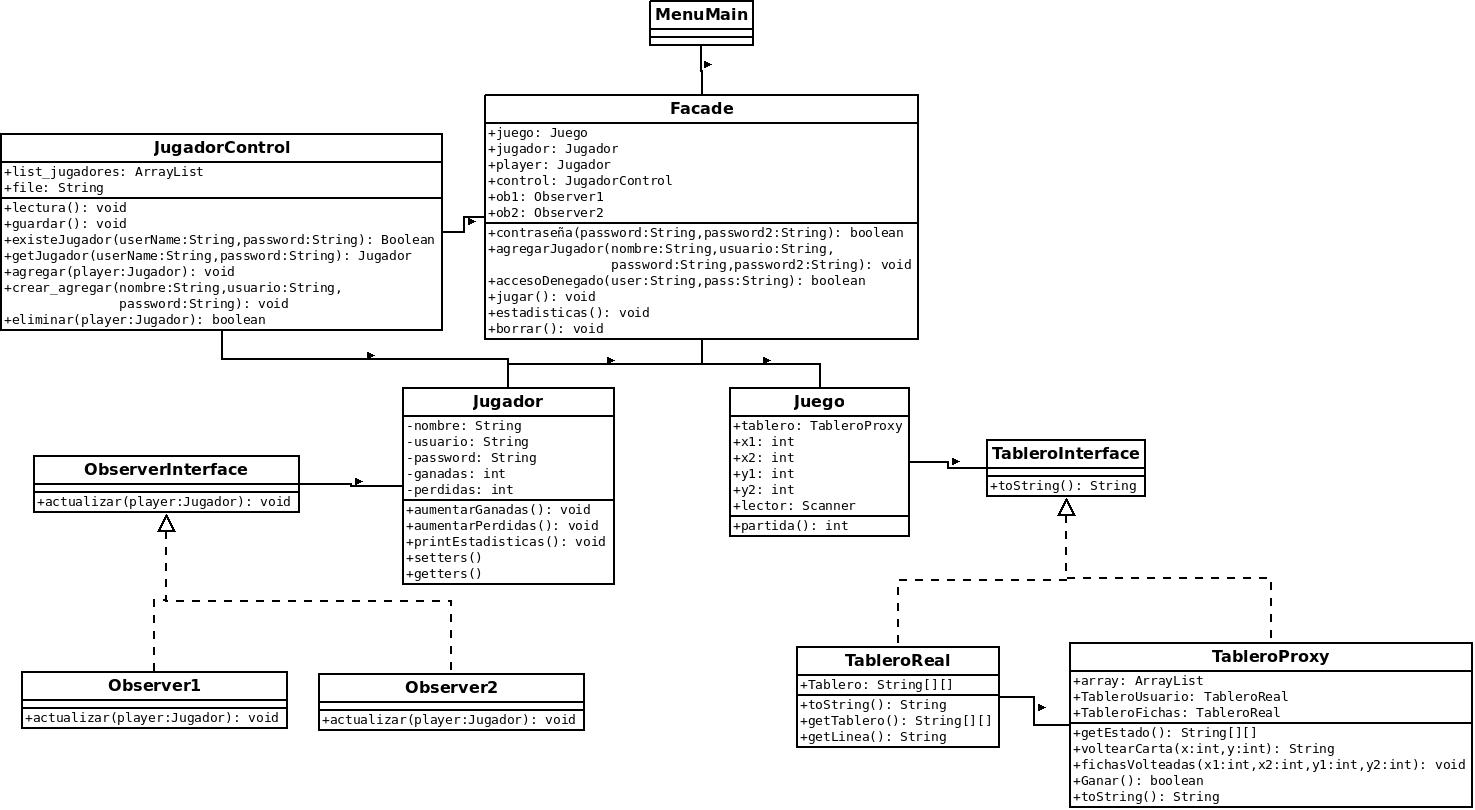 MenuMain
Facade
+juego: Juego
+jugador: Jugador
+player: Jugador
+control: JugadorControl
+ob1: Observer1
+ob2: Observer2
+contraseña(password:String,password2:String): boolean
+agregarJugador(nombre:String,usuario:String,
password:String,password2:String): void
+accesoDenegado(user:String,pass:String): boolean
+jugar(): void
+estadisticas(): void
+borrar(): void
JugadorControl
+list_jugadores: ArrayList
+file: String
+lectura(): void
+guardar(): void
+existeJugador(userName:String,password:String): Boolean
+getJugador(userName:String,password:String): Jugador
+agregar(player:Jugador): void
+crear_agregar(nombre:String,usuario:String,
password:String): void
+eliminar(player:Jugador): boolean
Jugador
-nombre: String
-usuario: String
-password: String
-ganadas: int
-perdidas: int
+aumentarGanadas(): void
+aumentarPerdidas(): void
+printEstadisticas(): void
+setters()
+getters()
Juego
+tablero: TableroProxy
+x1: int
+x2: int
+y1: int
+y2: int
+lector: Scanner
+partida(): int
TableroInterface
+toString(): String
ObserverInterface
+actualizar(player:Jugador): void
Observer1
+actualizar(player:Jugador): void
Observer2
+actualizar(player:Jugador): void
TableroReal
+Tablero: String[][]
+toString(): String
+getTablero(): String[][]
+getLinea(): String
TableroProxy
+array: ArrayList
+TableroUsuario: TableroReal
+TableroFichas: TableroReal
+getEstado(): String[][]
+voltearCarta(x:int,y:int): String
+fichasVolteadas(x1:int,x2:int,y1:int,y2:int): void
+Ganar(): boolean
+toString(): String